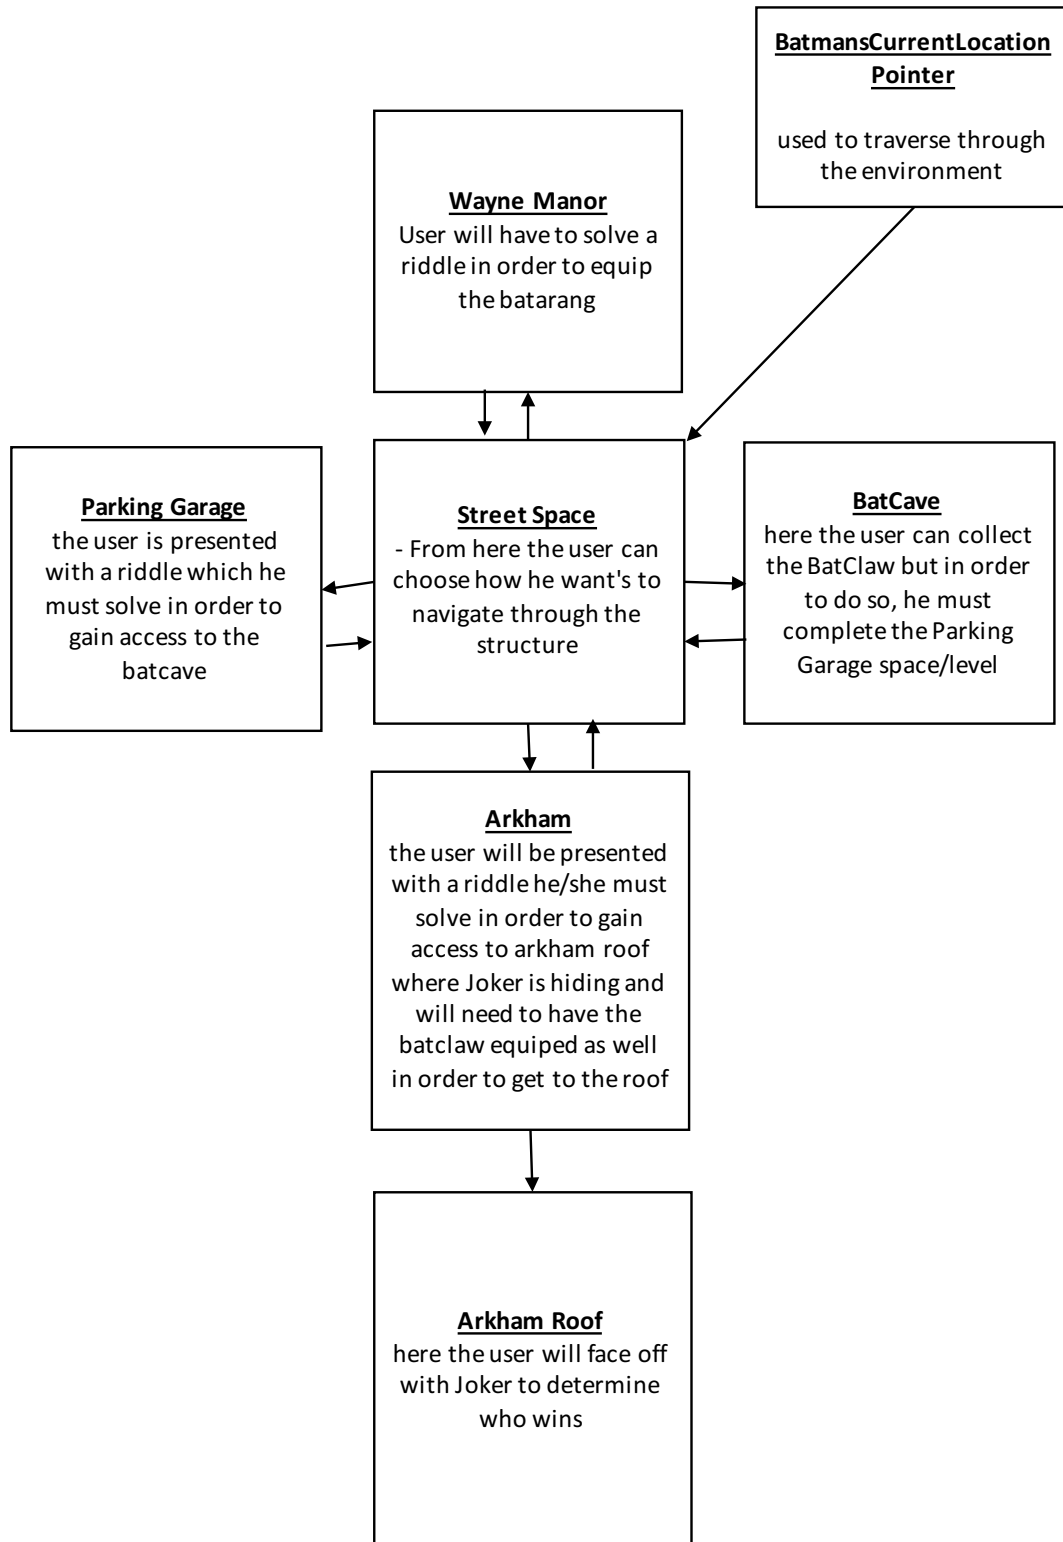 BatmansCurrentLocation
Pointer
used to traverse through
the environment
Wayne Manor
User will have to solve a
riddle in order to equip
the batarang
Parking Garage
the user is presented
with a riddle which he
must solve in order to
gain access to the
batcave
Street Space
- From here the user can
choose how he want's to
navigate through the
structure
BatCave
here the user can collect
the BatClaw but in order
to do so, he must
complete the Parking
Garage space/level
Arkham
the user will be presented
with a riddle he/she must
solve in order to gain
access to arkham roof
where Joker is hiding and
will need to have the
batclaw equiped as well
in order to get to the roof
Arkham Roof
here the user will face off
with Joker to determine
who wins